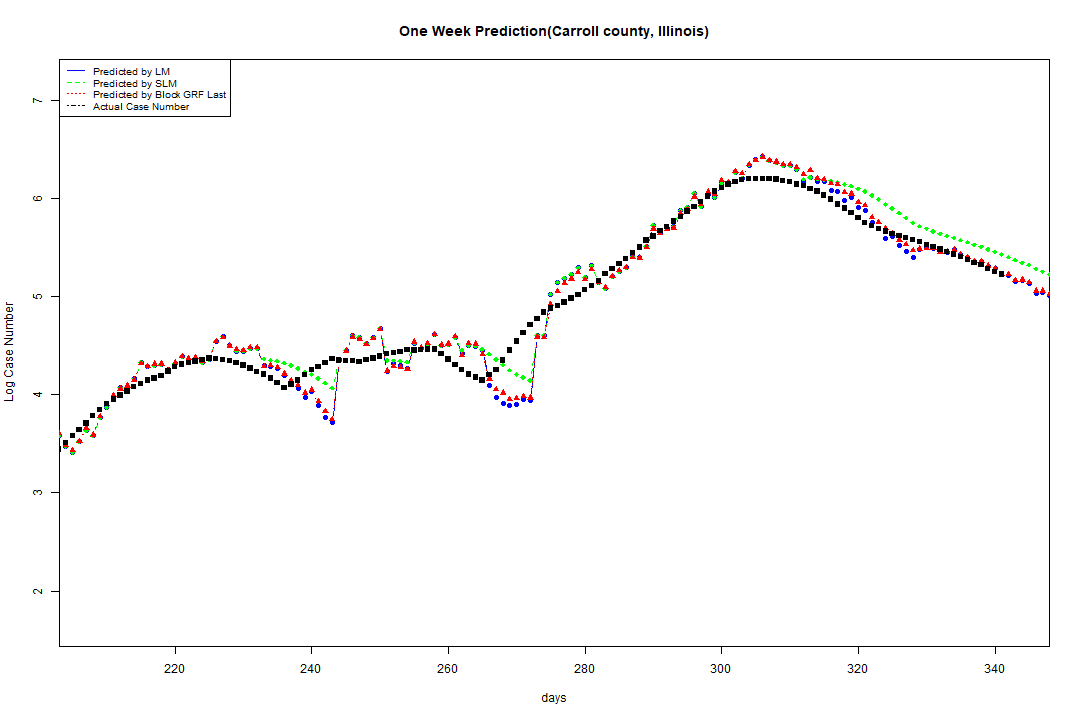 One Week Prediction(Carroll county, Illinois)
Predicted by LM
Predicted by SLM
Predicted by Block GRF Last
Actual Case Number
7
6
5
4
3
2
Log Case Number
220 240 260 280 300 320 340
days